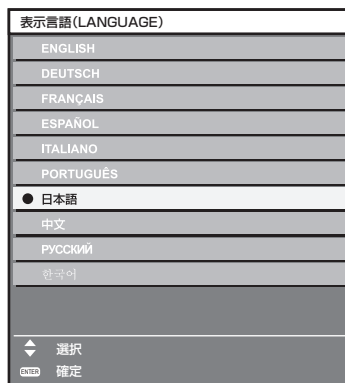 表示言語(LANGUAGE)
ENGLISH
DEUTSCH
FRANÇAIS
ESPAÑOL
ITALIANO
PORTUGUÊS
日本語
中文
РУССКИЙ
한국어
選択
ENTER 確定